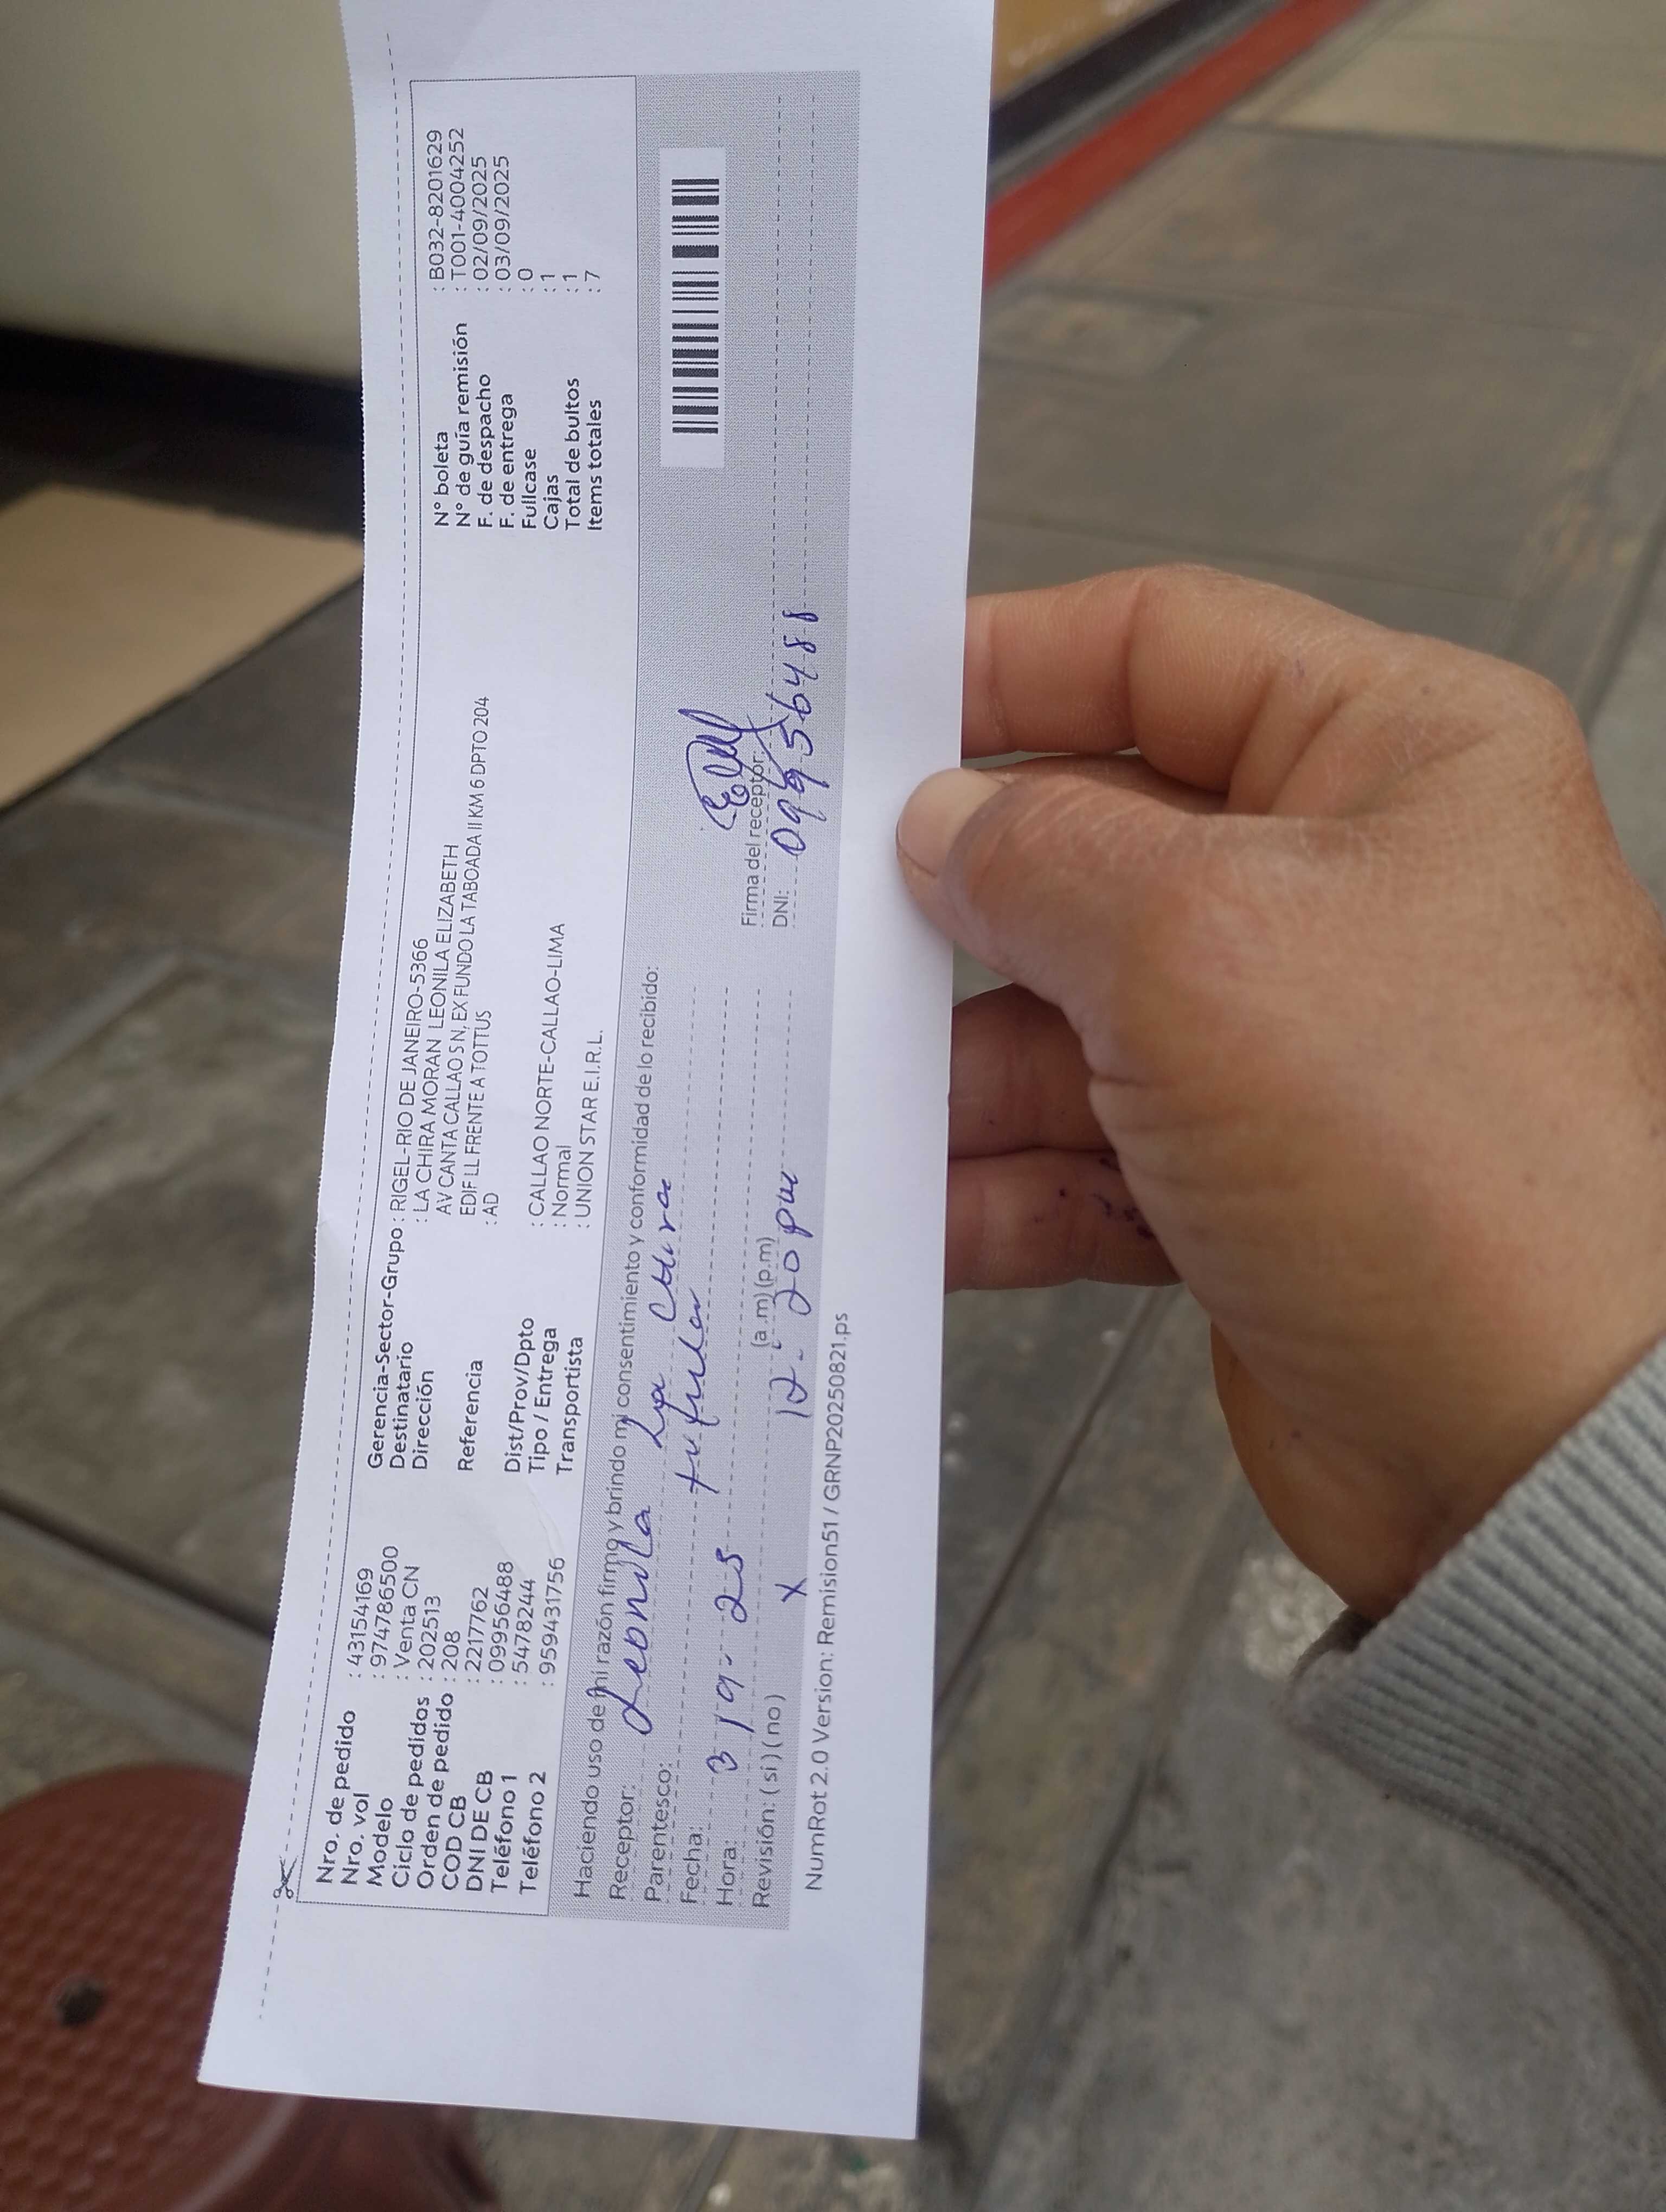 Nro. de pedido : 43154169
Nro. vol : 974786500
Modelo : Venta CN
Ciclo de pedidos : 202513
Orden de pedido : 208
COD CB : 2217762
DNI DE CB : 09956488
Teléfono 1 : 5478244
Teléfono 2 : 959431756
Gerencia-Sector-Grupo : RIGEL-RIO DE JANEIRO-5366
Destinatario : LA CHIRA MORAN LEONILA ELIZABETH
Dirección AV CANTA CALLAO S N, EX FUNDO LA TABOADA II KM 6 DPTO 204
EDIF LL FRENTE A TOTTUS
Referencia : AD
Dist/Prov/Dpto : CALLAO NORTE-CALLAO-LIMA
Tipo / Entrega : Normal
Transportista : UNION STAR E.I.R.L.
N° boleta : B032-8201629
N° de guía remisión : T001-4004252
F. de despacho : 02/09/2025
F. de entrega : 03/09/2025
Fullcase : 0
Cajas : 1
Total de bultos : 1
Items totales : 7
Haciendo uso de mi razón firmo y brindo mi consentimiento y conformidad de lo recibido:
Receptor: Leonila La Chira
Parentesco: titular
Fecha: 3 19-25
Hora: (a.m) (p.m) 12-20 pm
Revisión: (si) (no) X
Firma del receptor:
DNI: 09956488
NumRot 2.0 Version: Remision51 / GRNP20250821.ps